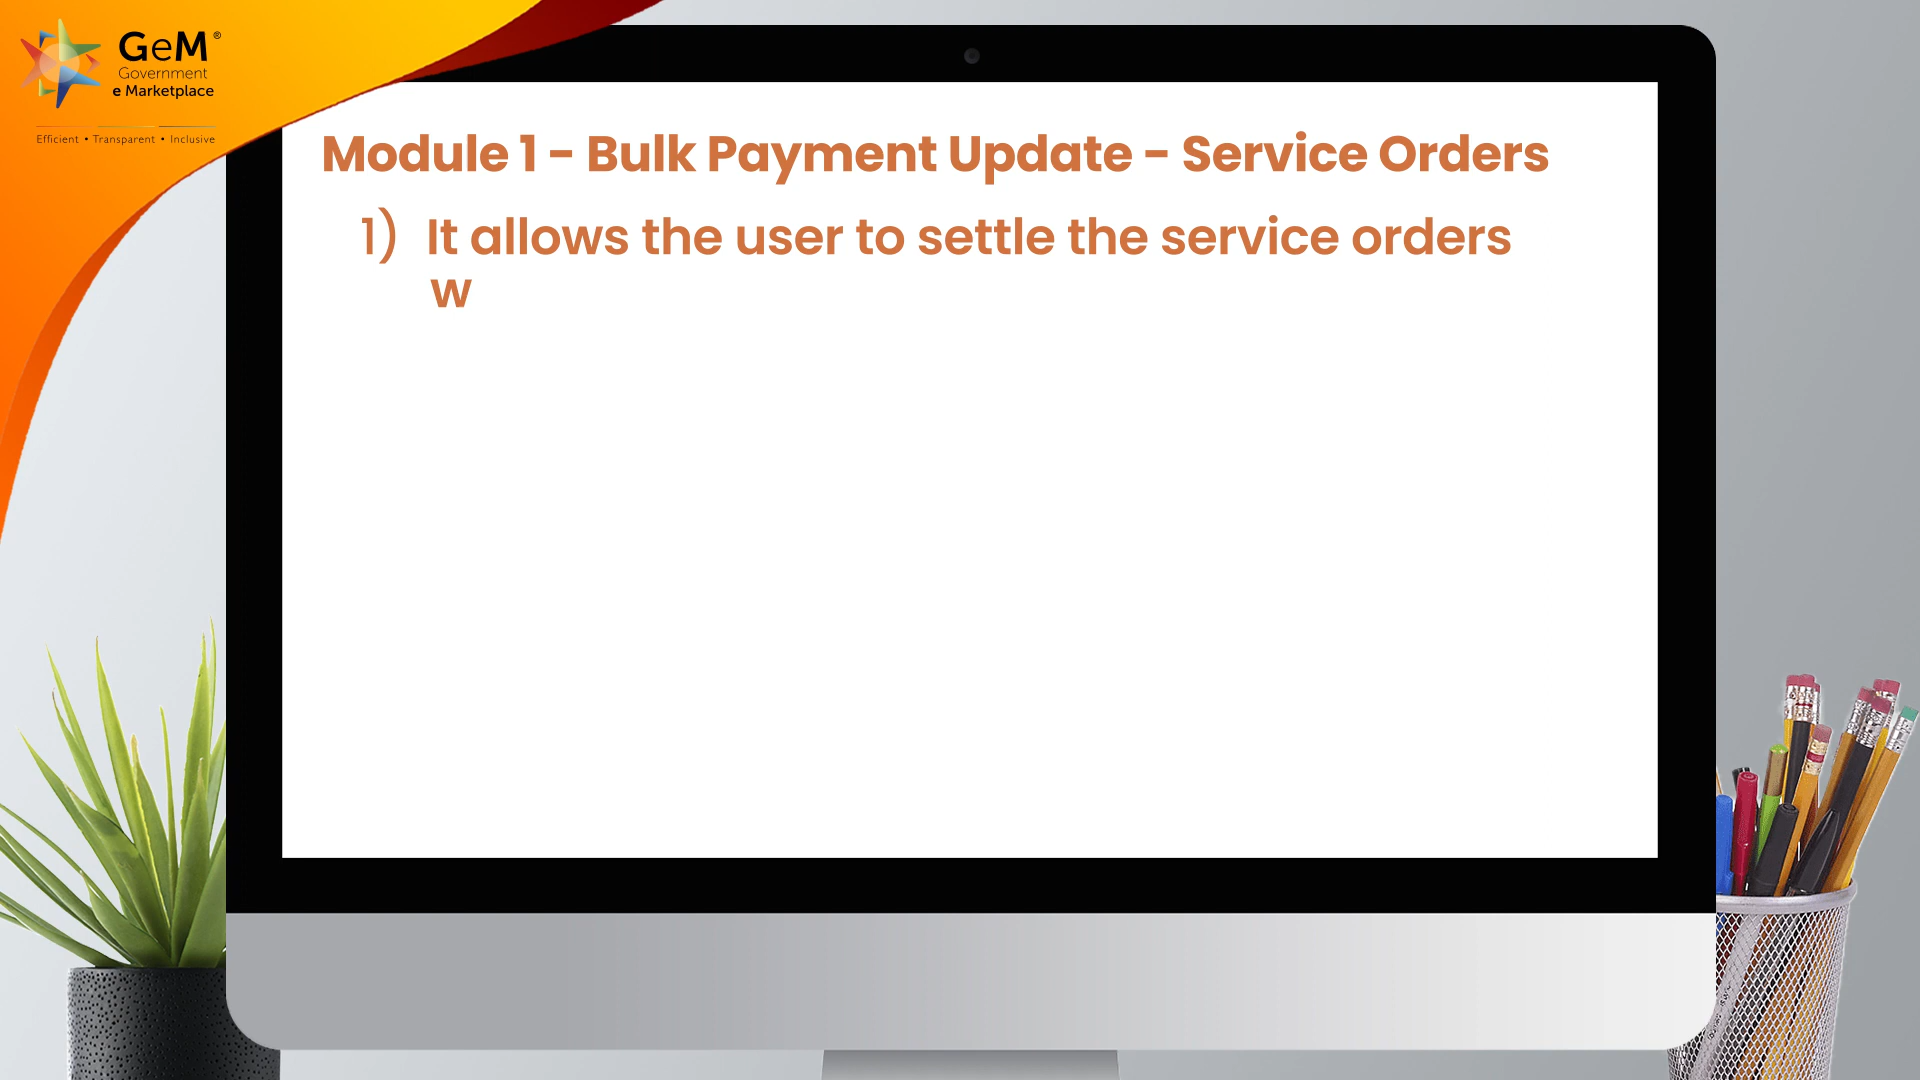 GeM®
Government
e Marketplace
Efficient • Transparent • Inclusive
Module 1 - Bulk Payment Update - Service Orders
1) It allows the user to settle the service orders
w